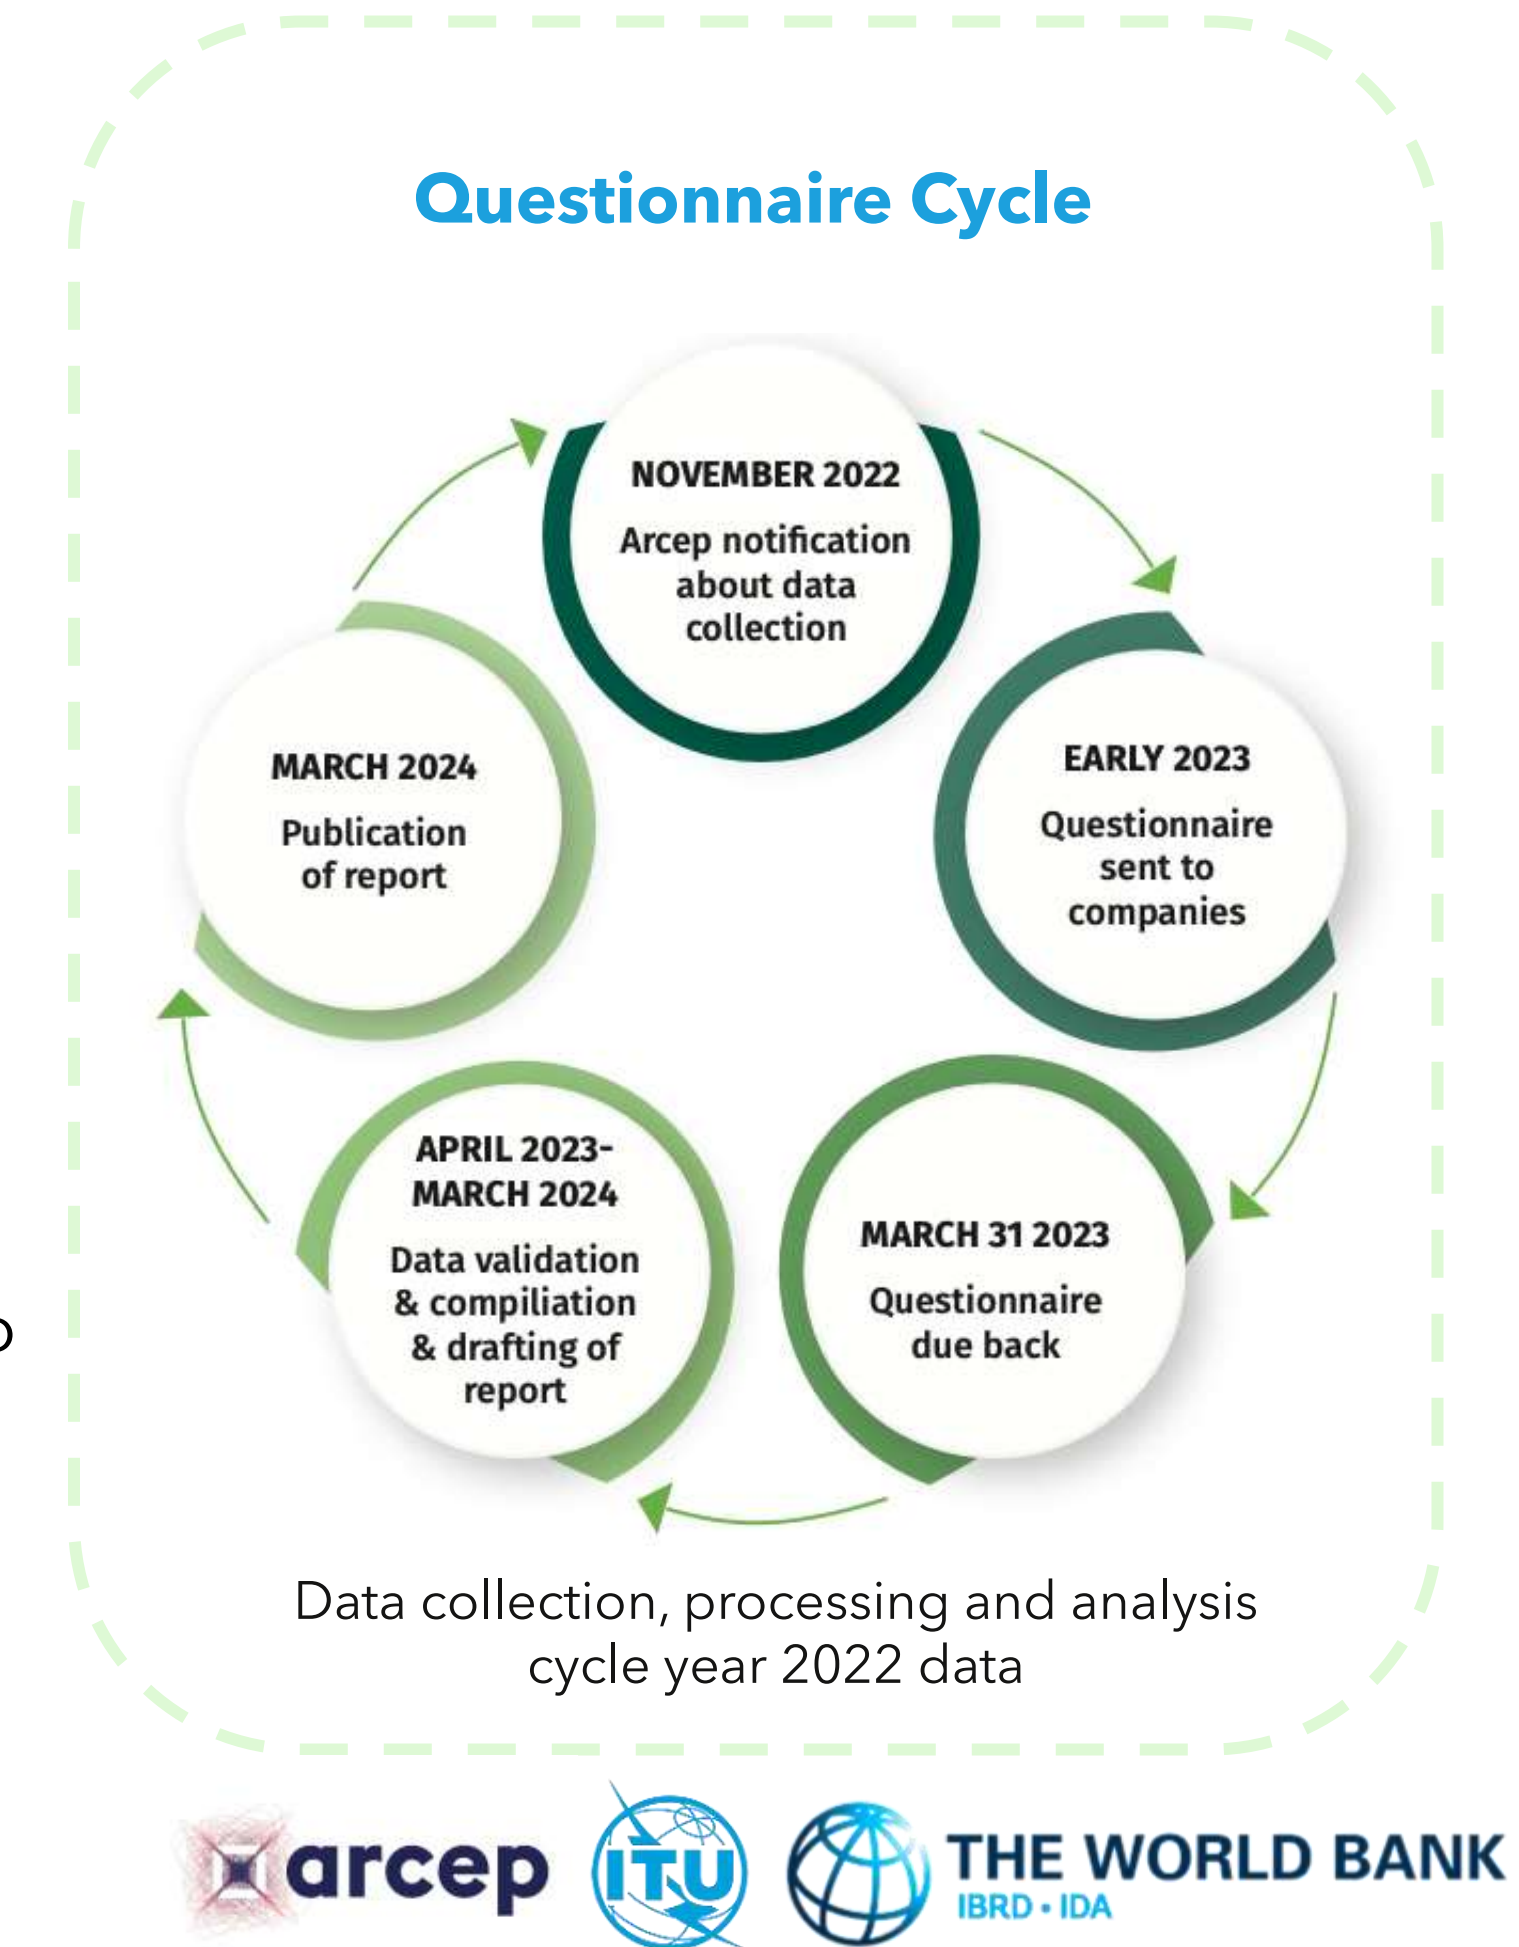 Questionnaire Cycle
NOVEMBER 2022
Arcep notification
about data
collection
EARLY 2023
Questionnaire
sent to
companies
MARCH 31 2023
Questionnaire
due back
APRIL 2023-
MARCH 2024
Data validation
& compiliation
& drafting of
report
MARCH 2024
Publication
of report
Data collection, processing and analysis
cycle year 2022 data
arcep
ITU
THE WORLD BANK
IBRD • IDA